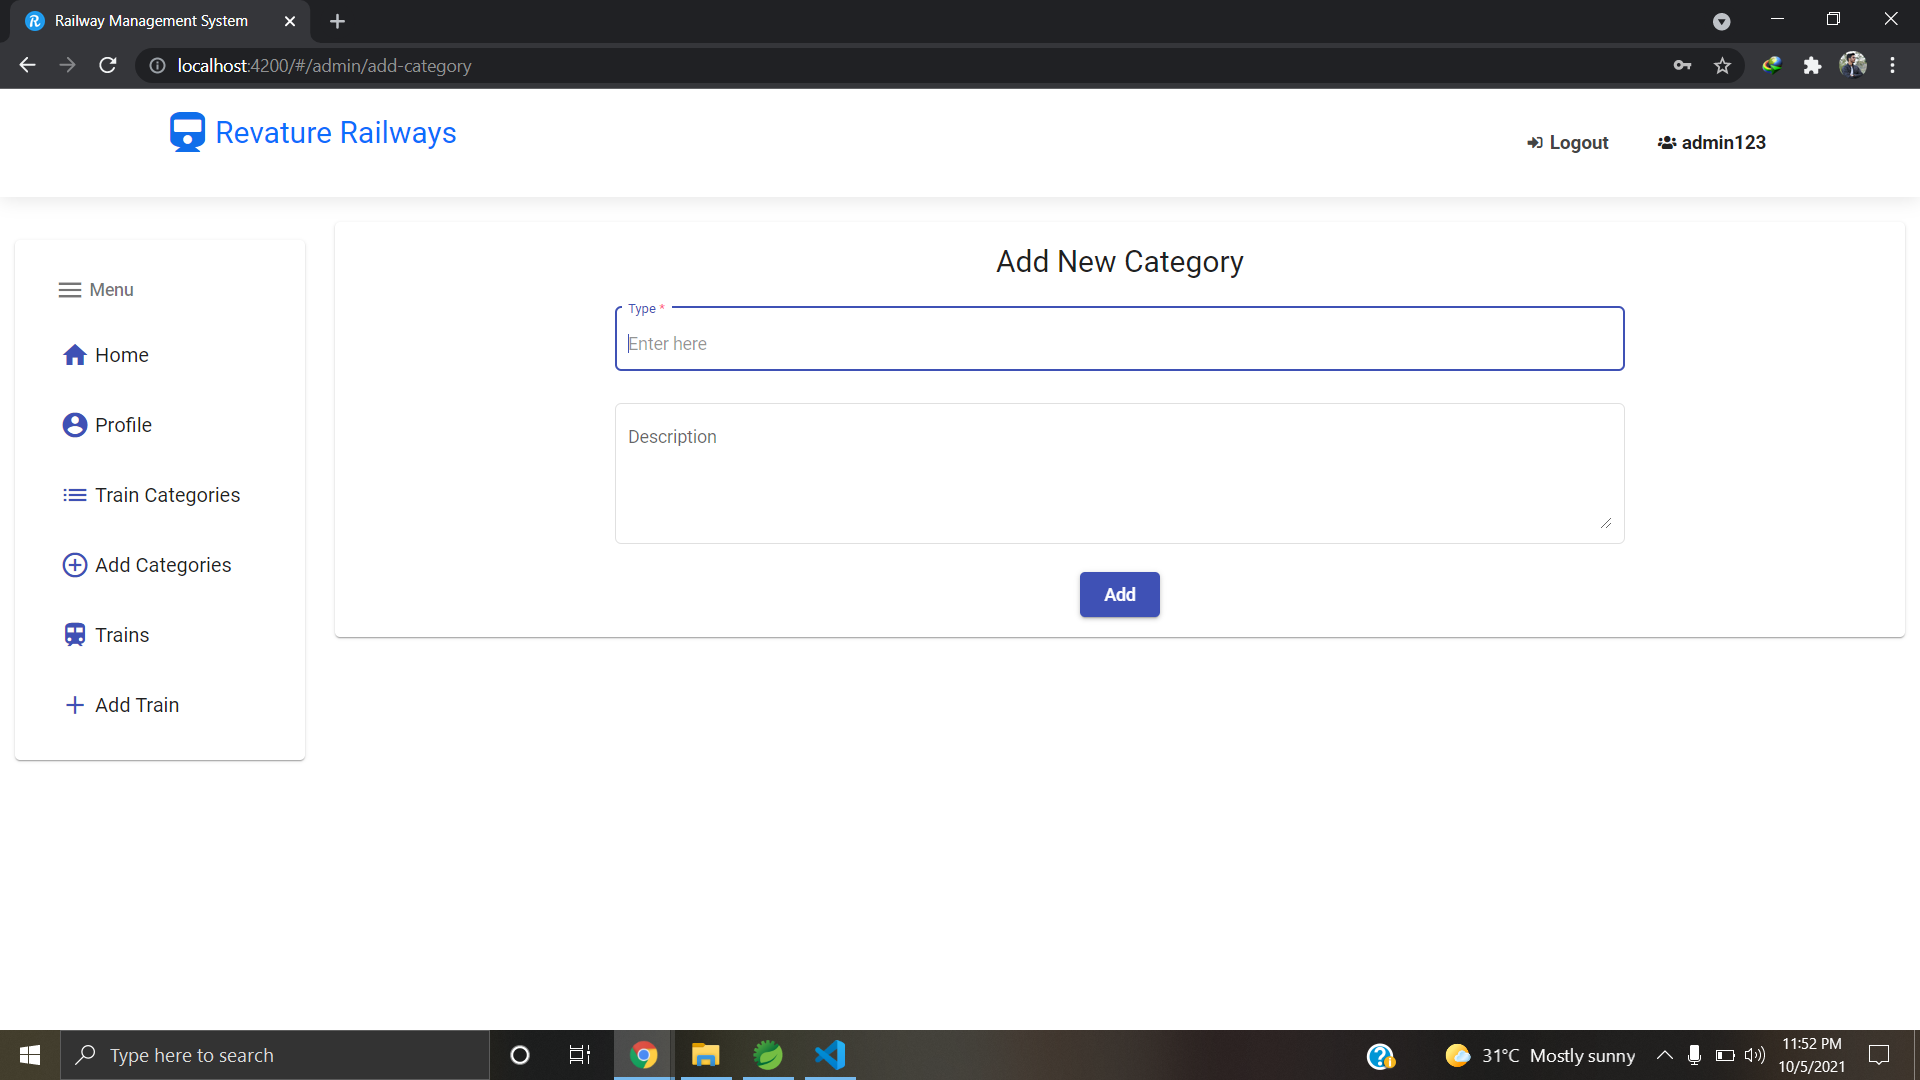 Railway Management System
localhost:4200/#/admin/add-category
Revature Railways
Logout
admin123
Menu
Home
Profile
Train Categories
Add Categories
Trains
Add Train
Add New Category
Type *
Enter here
Description
Add
Type here to search
31°C Mostly sunny
11:52 PM
10/5/2021